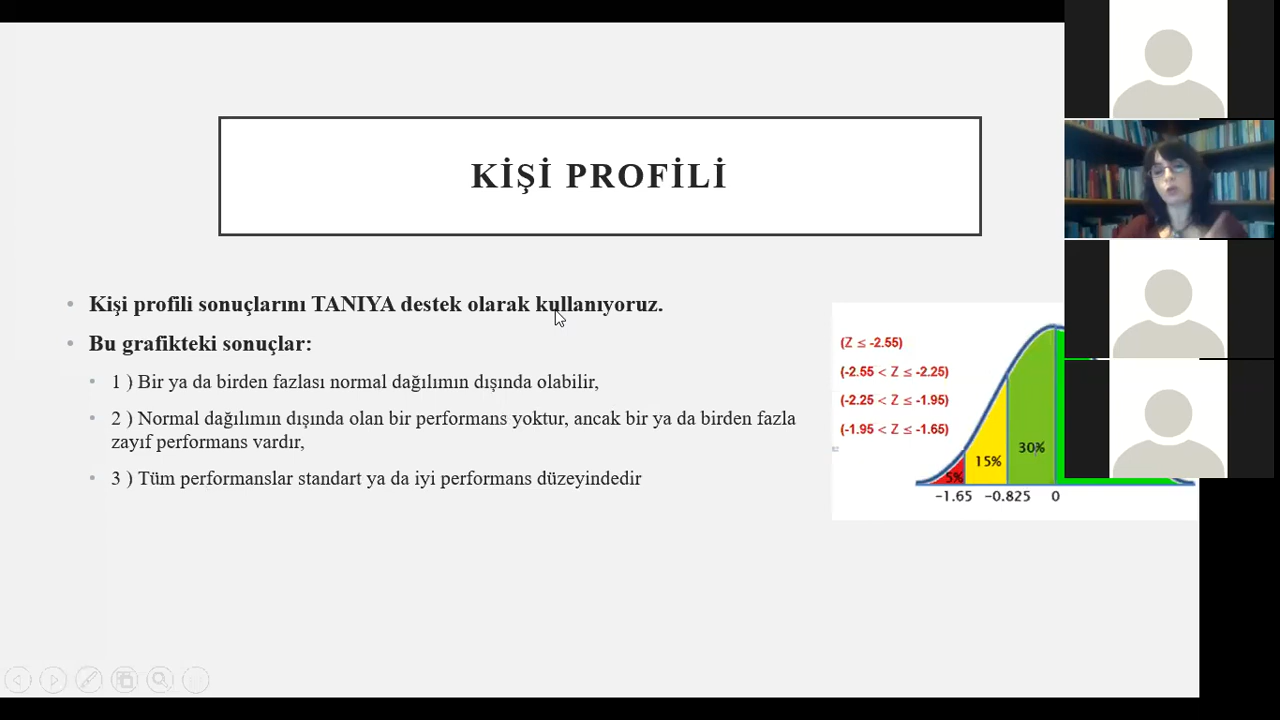 KİŞİ PROFİLİ
Kişi profili sonuçlarını TANIYA destek olarak kullanıyoruz.
Bu grafikteki sonuçlar:
1 ) Bir ya da birden fazlası normal dağılımın dışında olabilir,
2 ) Normal dağılımın dışında olan bir performans yoktur, ancak bir ya da birden fazla
zayıf performans vardır,
3 ) Tüm performanslar standart ya da iyi performans düzeyindedir
(Z ≤ -2.55)
(-2.55 < Z ≤ -2.25)
(-2.25 < Z ≤ -1.95)
(-1.95 < Z ≤ -1.65)
5% 15% 30%
-1.65 -0.825 0